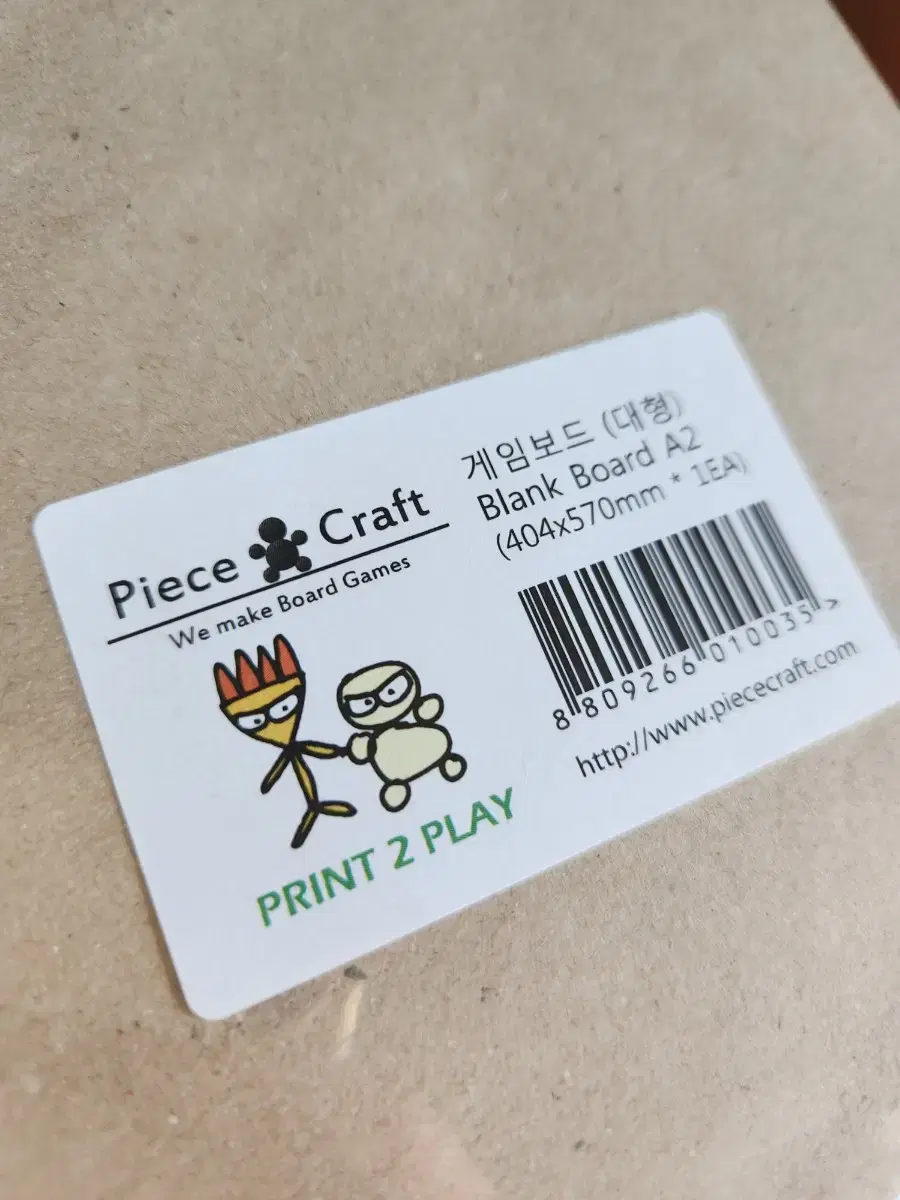 Piece Craft
We make Board Games
PRINT 2 PLAY
게임보드 (대형)
Blank Board A2
(404x570mm * 1EA)
8 809266 010035 >
http://www.piececraft.com